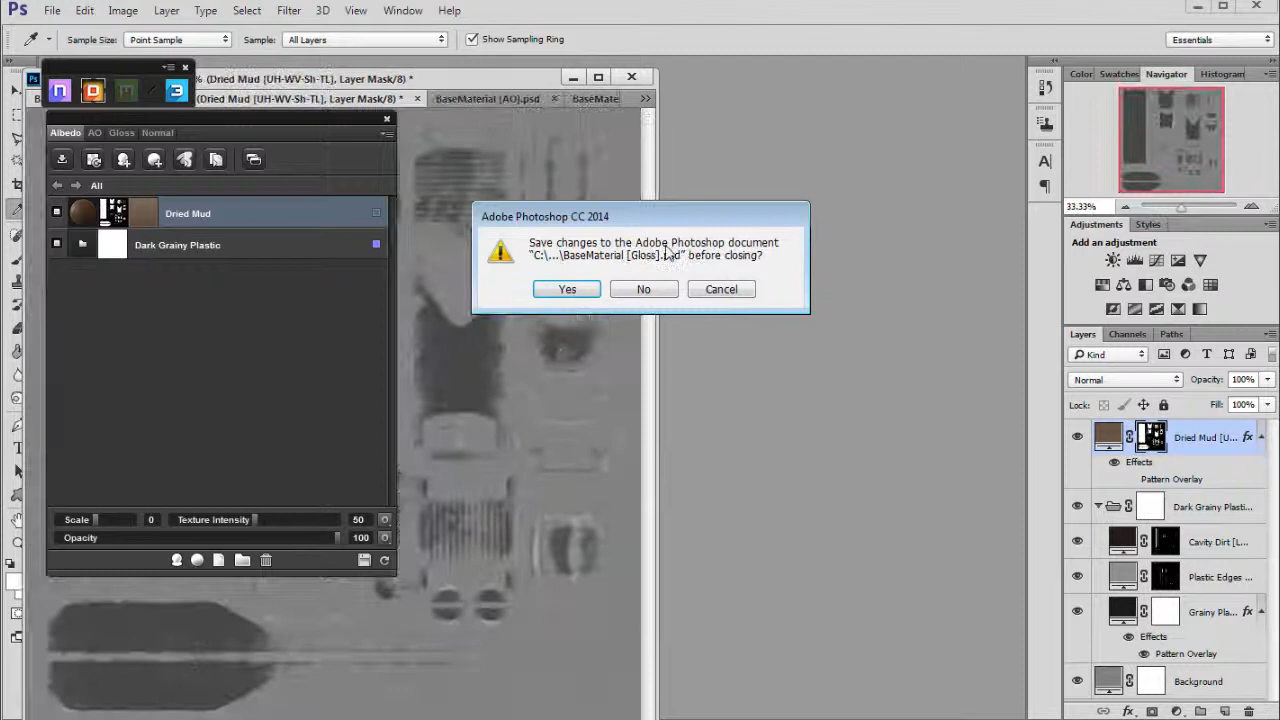 Ps File Edit Image Layer Type Select Filter 3D View Window Help
Sample Size: Point Sample Sample: All Layers Show Sampling Ring Essentials
% (Dried Mud [UH-WV-Sh-TL], Layer Mask/8) *
(Dried Mud [UH-WV-Sh-TL], Layer Mask/8) * BaseMaterial [AO].psd BaseMate
Albedo AO Gloss Normal
All
Dried Mud
Dark Grainy Plastic
Scale 0 Texture Intensity 50
Opacity 100
Adobe Photoshop CC 2014
Save changes to the Adobe Photoshop document
“C:\...\BaseMaterial [Gloss].psd” before closing?
Yes No Cancel
Color Swatches Navigator Histogram
33.33%
Adjustments Styles
Add an adjustment
Layers Channels Paths
Kind
Normal Opacity: 100%
Lock: Fill: 100%
Dried Mud [U... fx
Effects
Pattern Overlay
Dark Grainy Plasti...
Cavity Dirt [L...
Plastic Edges ...
Grainy Pla... fx
Effects
Pattern Overlay
Background
fx